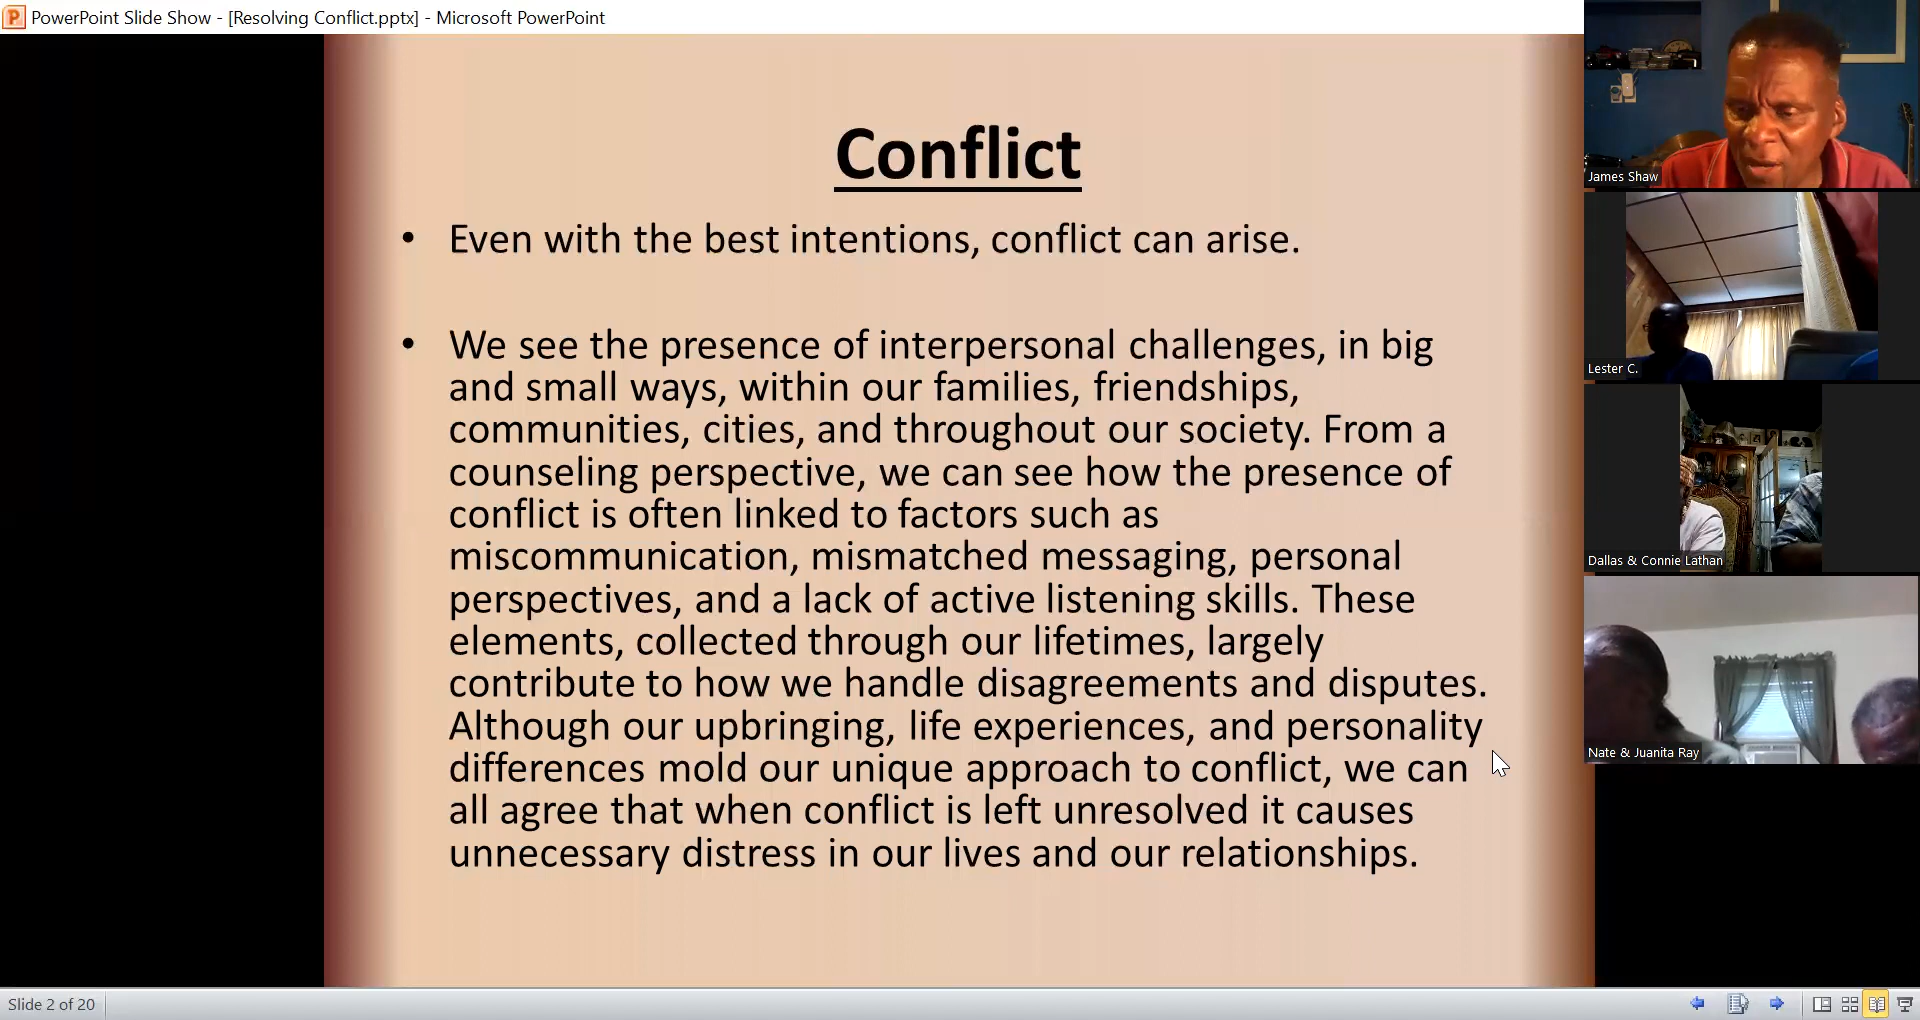 PowerPoint Slide Show - [Resolving Conflict.pptx] - Microsoft PowerPoint
Conflict
• Even with the best intentions, conflict can arise.
• We see the presence of interpersonal challenges, in big
and small ways, within our families, friendships,
communities, cities, and throughout our society. From a
counseling perspective, we can see how the presence of
conflict is often linked to factors such as
miscommunication, mismatched messaging, personal
perspectives, and a lack of active listening skills. These
elements, collected through our lifetimes, largely
contribute to how we handle disagreements and disputes.
Although our upbringing, life experiences, and personality
differences mold our unique approach to conflict, we can
all agree that when conflict is left unresolved it causes
unnecessary distress in our lives and our relationships.
James Shaw
Lester C.
Dallas & Connie Lathan
Nate & Juanita Ray
Slide 2 of 20